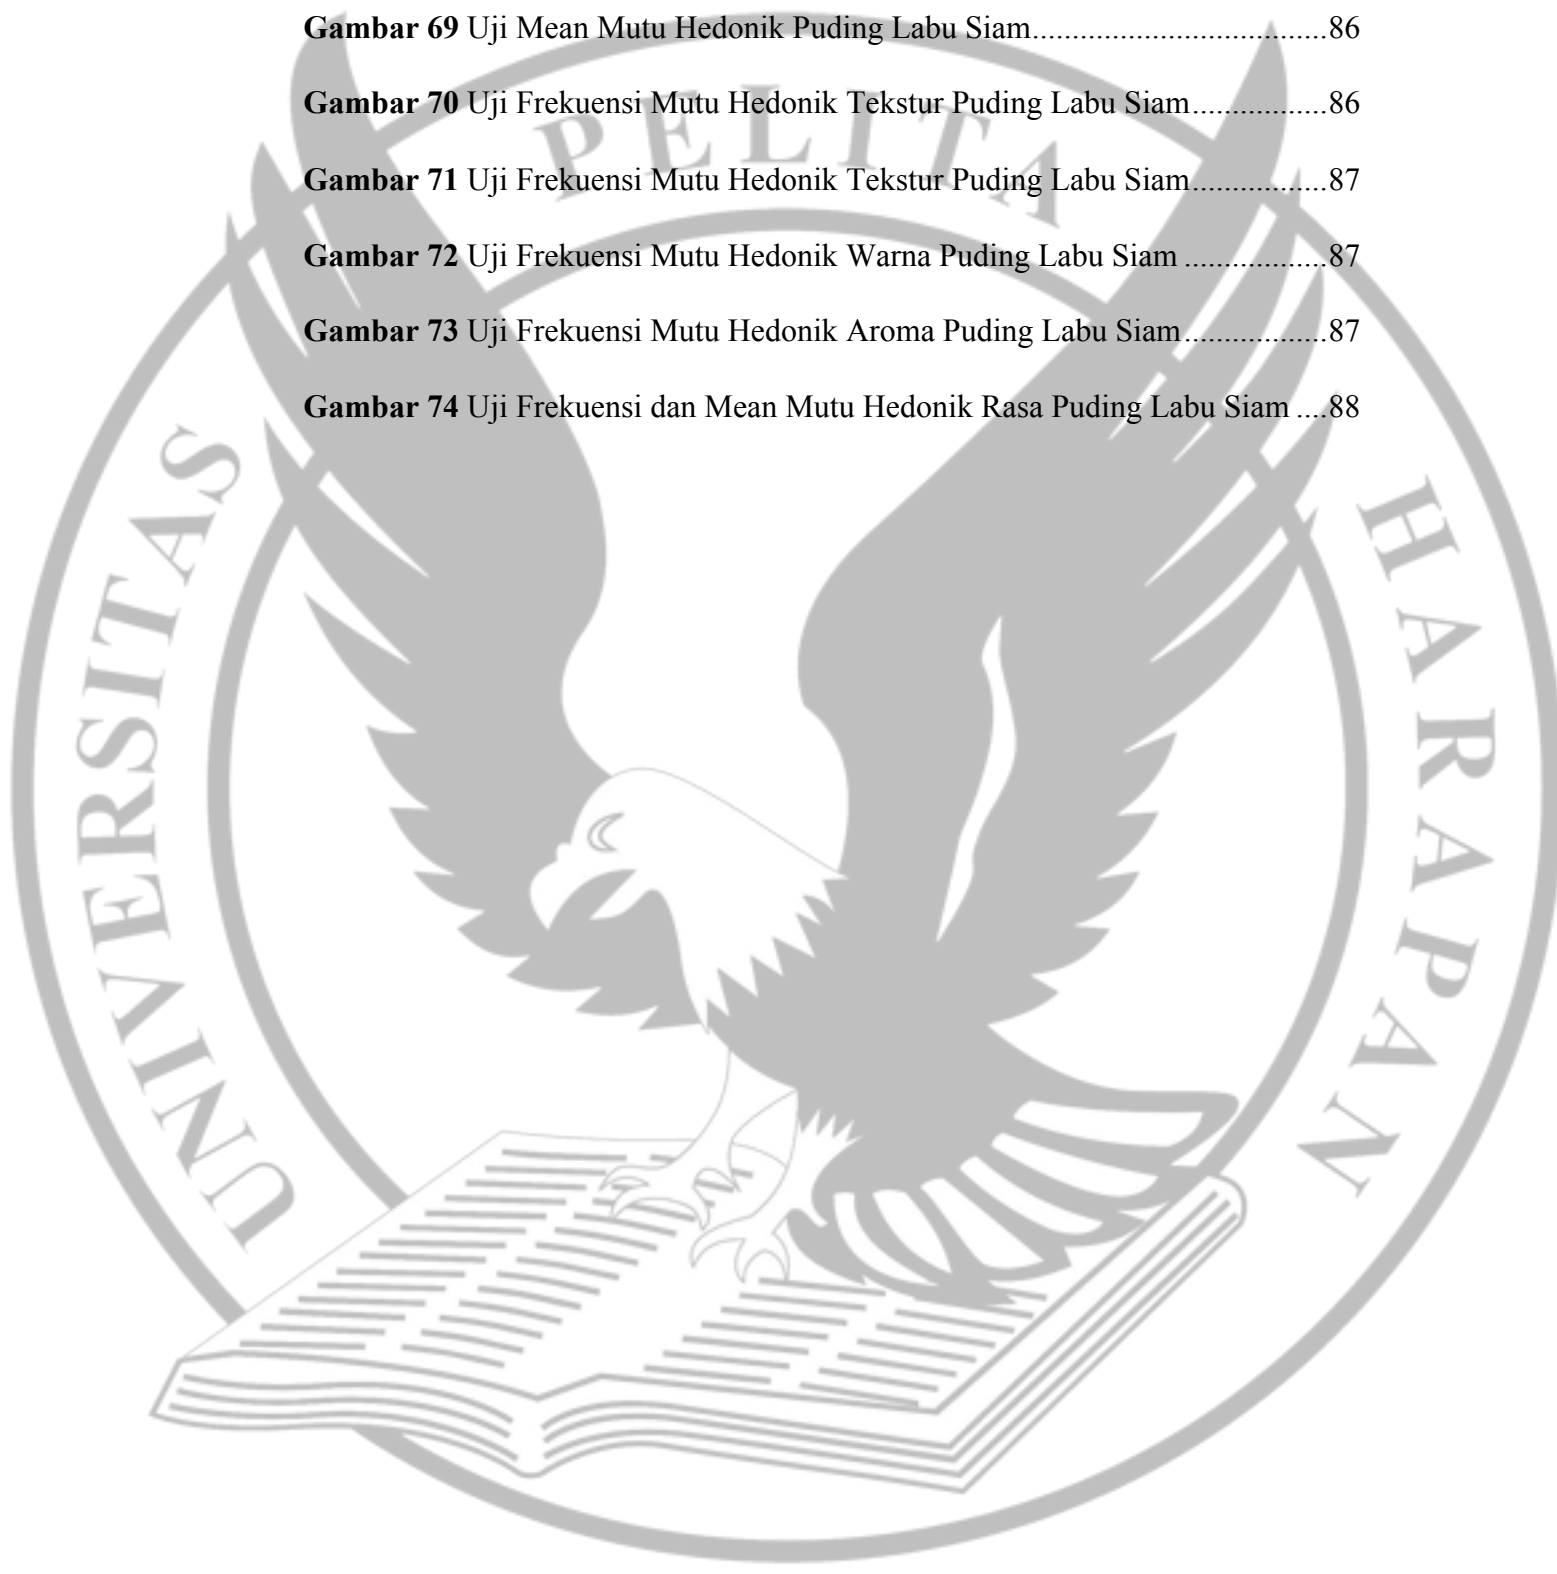 Gambar 69 Uji Mean Mutu Hedonik Puding Labu Siam.....................................86
Gambar 70 Uji Frekuensi Mutu Hedonik Tekstur Puding Labu Siam.................86
Gambar 71 Uji Frekuensi Mutu Hedonik Tekstur Puding Labu Siam.................87
Gambar 72 Uji Frekuensi Mutu Hedonik Warna Puding Labu Siam ..................87
Gambar 73 Uji Frekuensi Mutu Hedonik Aroma Puding Labu Siam..................87
Gambar 74 Uji Frekuensi dan Mean Mutu Hedonik Rasa Puding Labu Siam ....88
UNIVERSITAS
PELITA
HARAPAN